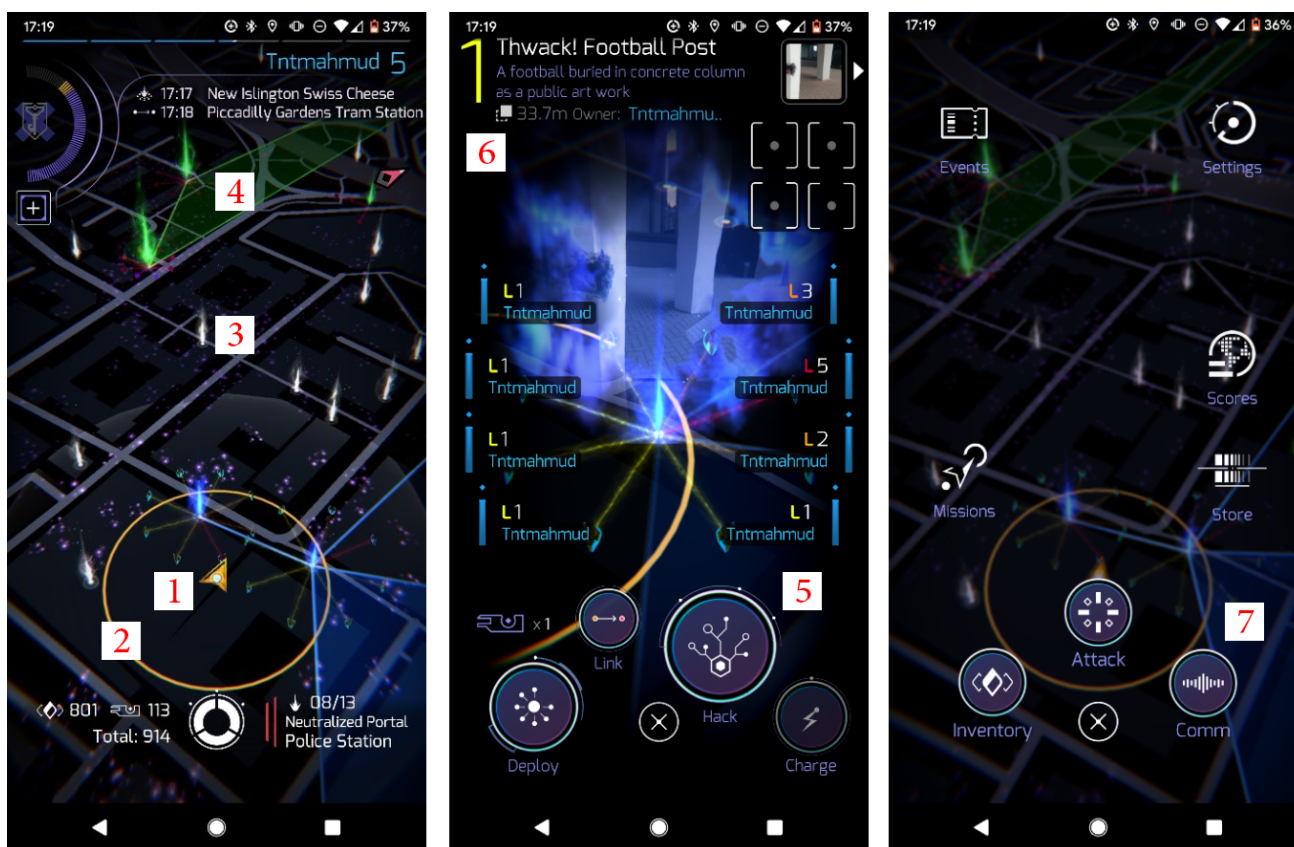 17:19
37%
Tntmahmud 5
17:17 New Islington Swiss Cheese
17:18 Piccadilly Gardens Tram Station
4
3
1
2
801 113
Total: 914
08/13
Neutralized Portal
Police Station
17:19
37%
1
Thwack! Football Post
A football buried in concrete column
as a public art work
33.7m Owner: Tntmahmu..
6
L1
Tntmahmud
L3
Tntmahmud
L1
Tntmahmud
L5
Tntmahmud
L1
Tntmahmud
L2
Tntmahmud
L1
Tntmahmud
L1
Tntmahmud
5
x1
Link
Hack
Deploy
Charge
17:19
36%
Events
Settings
Scores
Missions
Store
Attack
7
Inventory
Comm